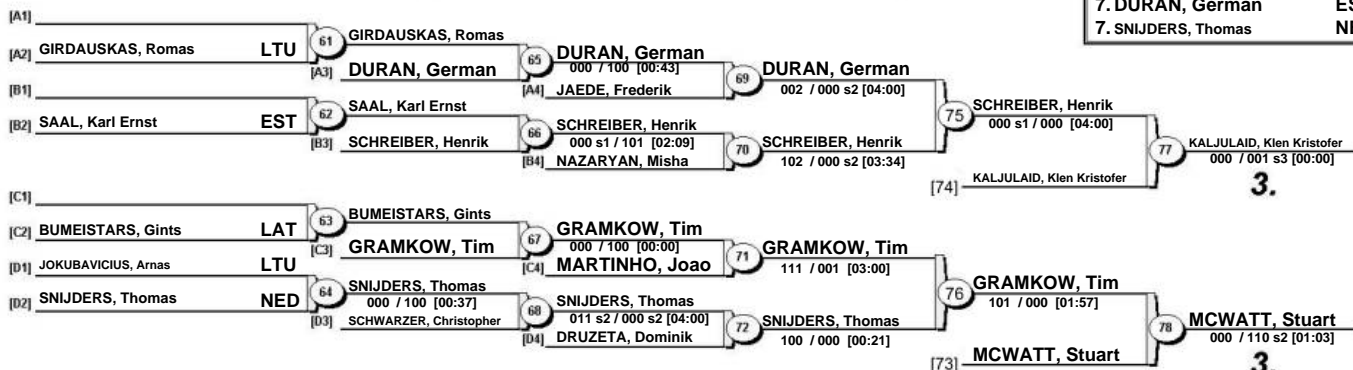 7. DURAN, German ES
7. SNIJDERS, Thomas NE
[A1]
[A2] GIRDAUSKAS, Romas LTU
61 GIRDAUSKAS, Romas
[A3] DURAN, German
65 DURAN, German
000 / 100 [00:43]
[A4] JAEDE, Frederik
69 DURAN, German
002 / 000 s2 [04:00]
[B1]
[B2] SAAL, Karl Ernst EST
62 SAAL, Karl Ernst
[B3] SCHREIBER, Henrik
66 SCHREIBER, Henrik
000 s1 / 101 [02:09]
[B4] NAZARYAN, Misha
70 SCHREIBER, Henrik
102 / 000 s2 [03:34]
75 SCHREIBER, Henrik
000 s1 / 000 [04:00]
[74] KALJULAID, Klen Kristofer
77 KALJULAID, Klen Kristofer
000 / 001 s3 [00:00]
3.
[C1]
[C2] BUMEISTARS, Gints LAT
63 BUMEISTARS, Gints
[C3] GRAMKOW, Tim
67 GRAMKOW, Tim
000 / 100 [00:00]
[C4] MARTINHO, Joao
71 GRAMKOW, Tim
111 / 001 [03:00]
[D1] JOKUBAVICIUS, Arnas LTU
[D2] SNIJDERS, Thomas NED
64 SNIJDERS, Thomas
000 / 100 [00:37]
[D3] SCHWARZER, Christopher
68 SNIJDERS, Thomas
011 s2 / 000 s2 [04:00]
[D4] DRUZETA, Dominik
72 SNIJDERS, Thomas
100 / 000 [00:21]
76 GRAMKOW, Tim
101 / 000 [01:57]
[73] MCWATT, Stuart
78 MCWATT, Stuart
000 / 110 s2 [01:03]
3.